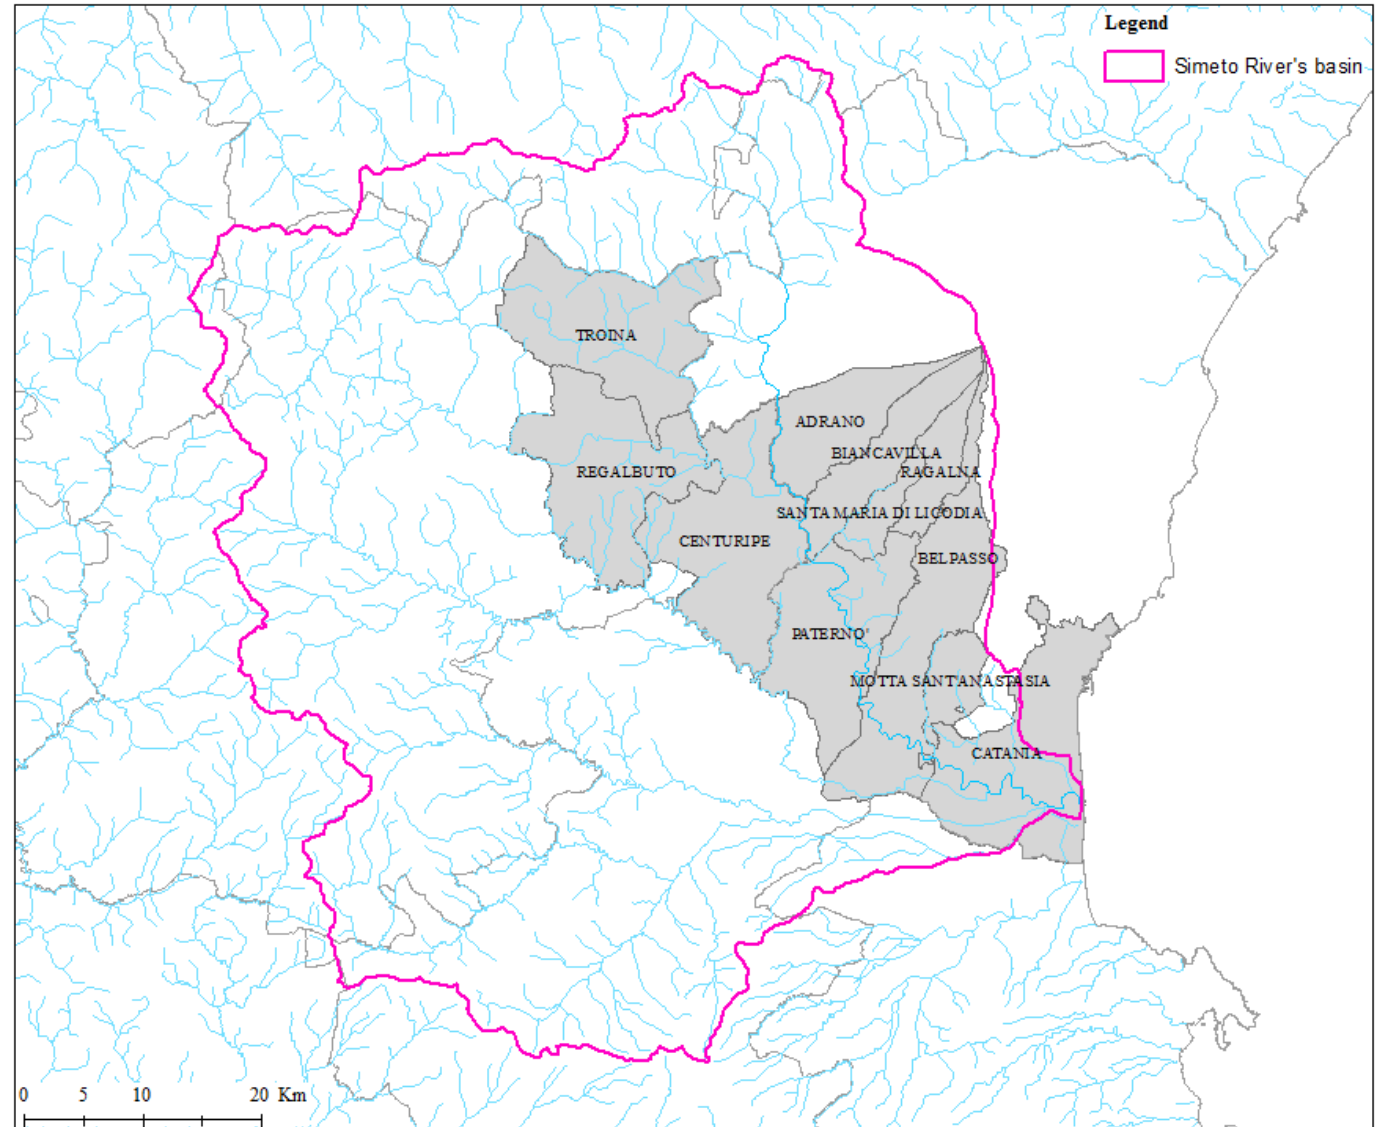 Legend
Simeto River's basin
TROINA
ADRANO
BIANCAVILLA
RAGALNA
REGALBUTO
SANTA MARIA DI LICODIA
CENTURIPE
BELPASSO
PATERNO'
MOTTA SANT'ANASTASIA
CATANIA
0 5 10 20 Km